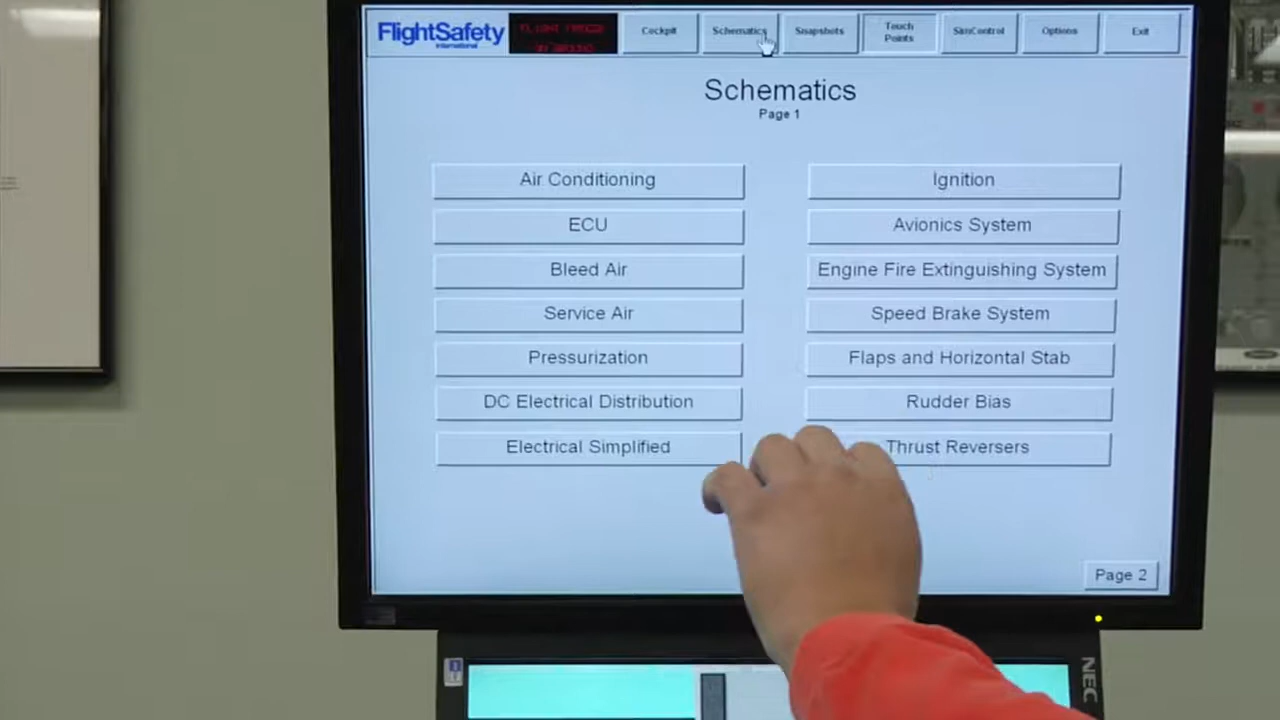 FlightSafety
international
Cockpit
Schematics
Snapshots
Touch
Points
SimControl
Options
Exit
Schematics
Page 1
Air Conditioning
Ignition
ECU
Avionics System
Bleed Air
Engine Fire Extinguishing System
Service Air
Speed Brake System
Pressurization
Flaps and Horizontal Stab
DC Electrical Distribution
Rudder Bias
Electrical Simplified
Thrust Reversers
Page 2
NEC